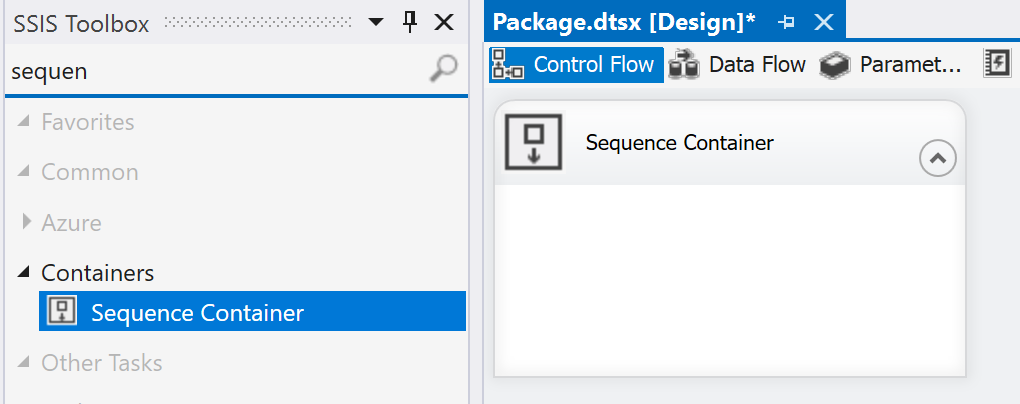 SSIS Toolbox
sequen
Favorites
Common
Azure
Containers
Sequence Container
Other Tasks
Package.dtsx [Design]*
Control Flow
Data Flow
Paramet...
Sequence Container